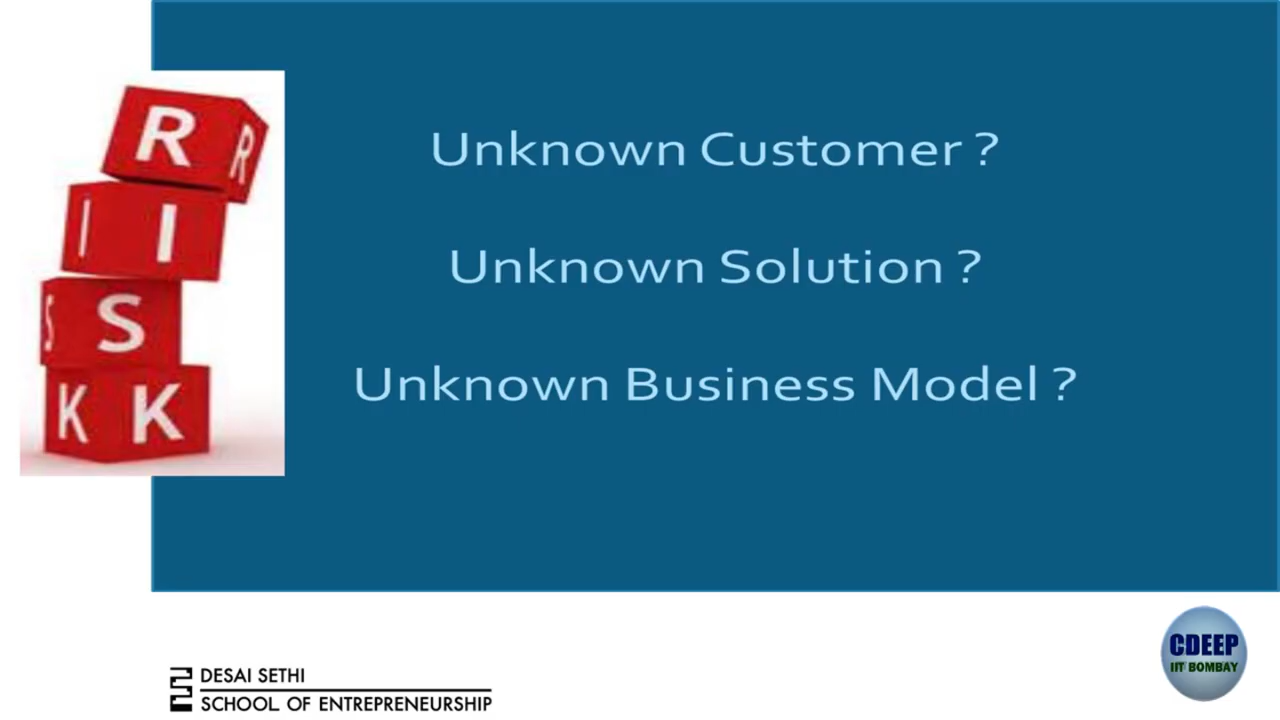 R R
I I
S S
K K
Unknown Customer ?
Unknown Solution ?
Unknown Business Model ?
DESAI SETHI
SCHOOL OF ENTREPRENEURSHIP
CDEEP
IIT BOMBAY